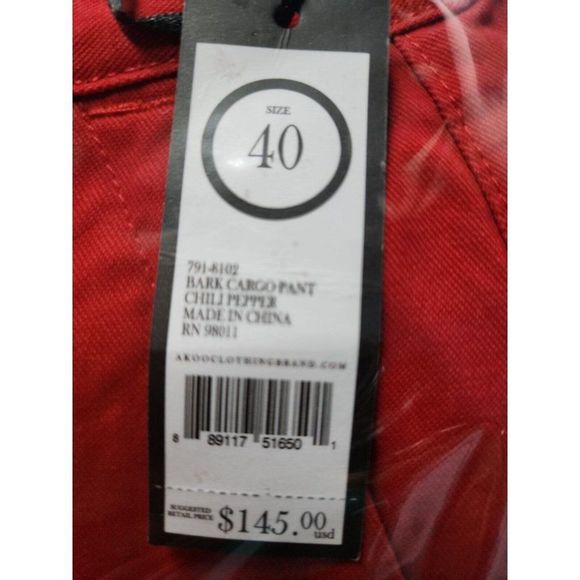 SIZE
40
791-8102
BARK CARGO PANT
CHILI PEPPER
MADE IN CHINA
RN 98011
AKOOCLOTHINGBRAND.COM
8 89117 51650 1
SUGGESTED
RETAIL PRICE
$145.00
usd